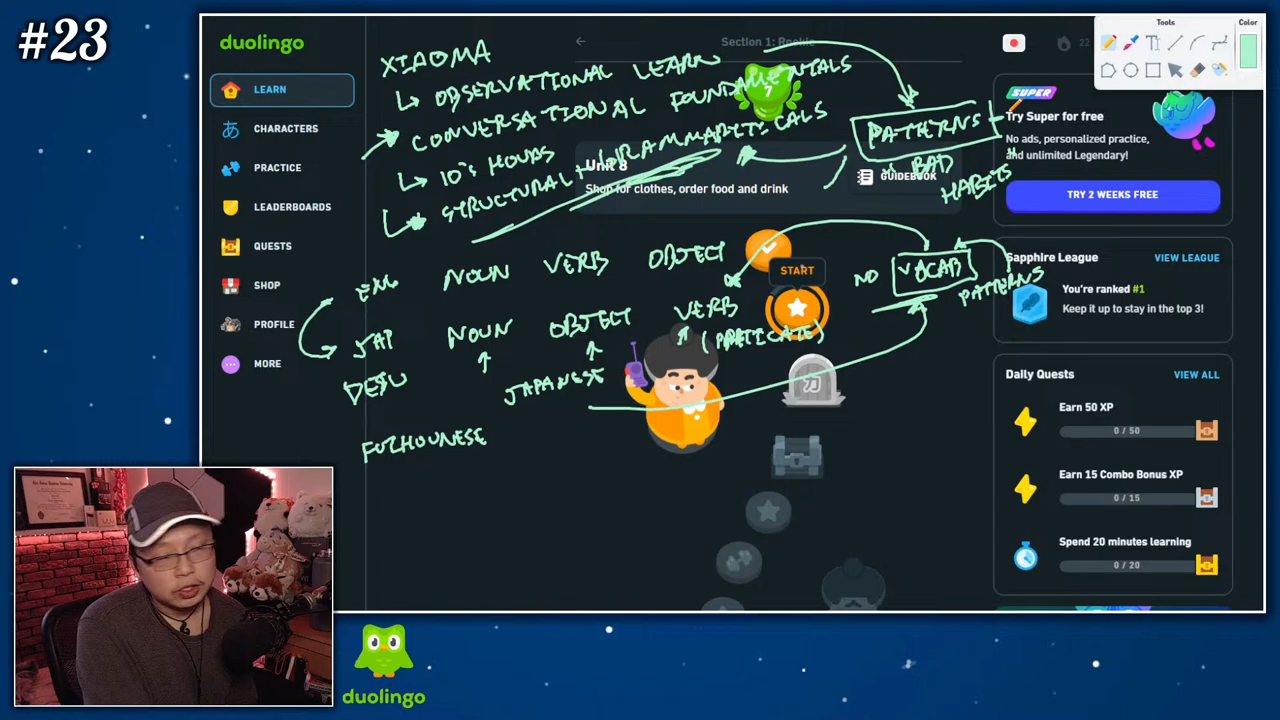 #23
duolingo
LEARN
CHARACTERS
PRACTICE
LEADERBOARDS
QUESTS
SHOP
PROFILE
MORE
Section 1: Rookie
22
XIAOMA
OBSERVATIONAL LEARN
CONVERSATIONAL FOUNDAMENTALS
10'S HOURS
STRUCTURAL + GRAMMARITICALS
PATTERNS
BAD
HABITS
7
Unit 8
Shop for clothes, order food and drink
GUIDEBOOK
ENG NOUN VERB OBJECT
NO VOCAB
PATTERNS
START
JAP NOUN OBJECT VERB
(PREDICATE)
DESU
JAPANESE
FUZHOUNESE
Tools
Color
SUPER
Try Super for free
No ads, personalized practice,
and unlimited Legendary!
TRY 2 WEEKS FREE
Sapphire League
VIEW LEAGUE
You're ranked #1
Keep it up to stay in the top 3!
Daily Quests
VIEW ALL
Earn 50 XP
0 / 50
Earn 15 Combo Bonus XP
0 / 15
Spend 20 minutes learning
0 / 20
duolingo